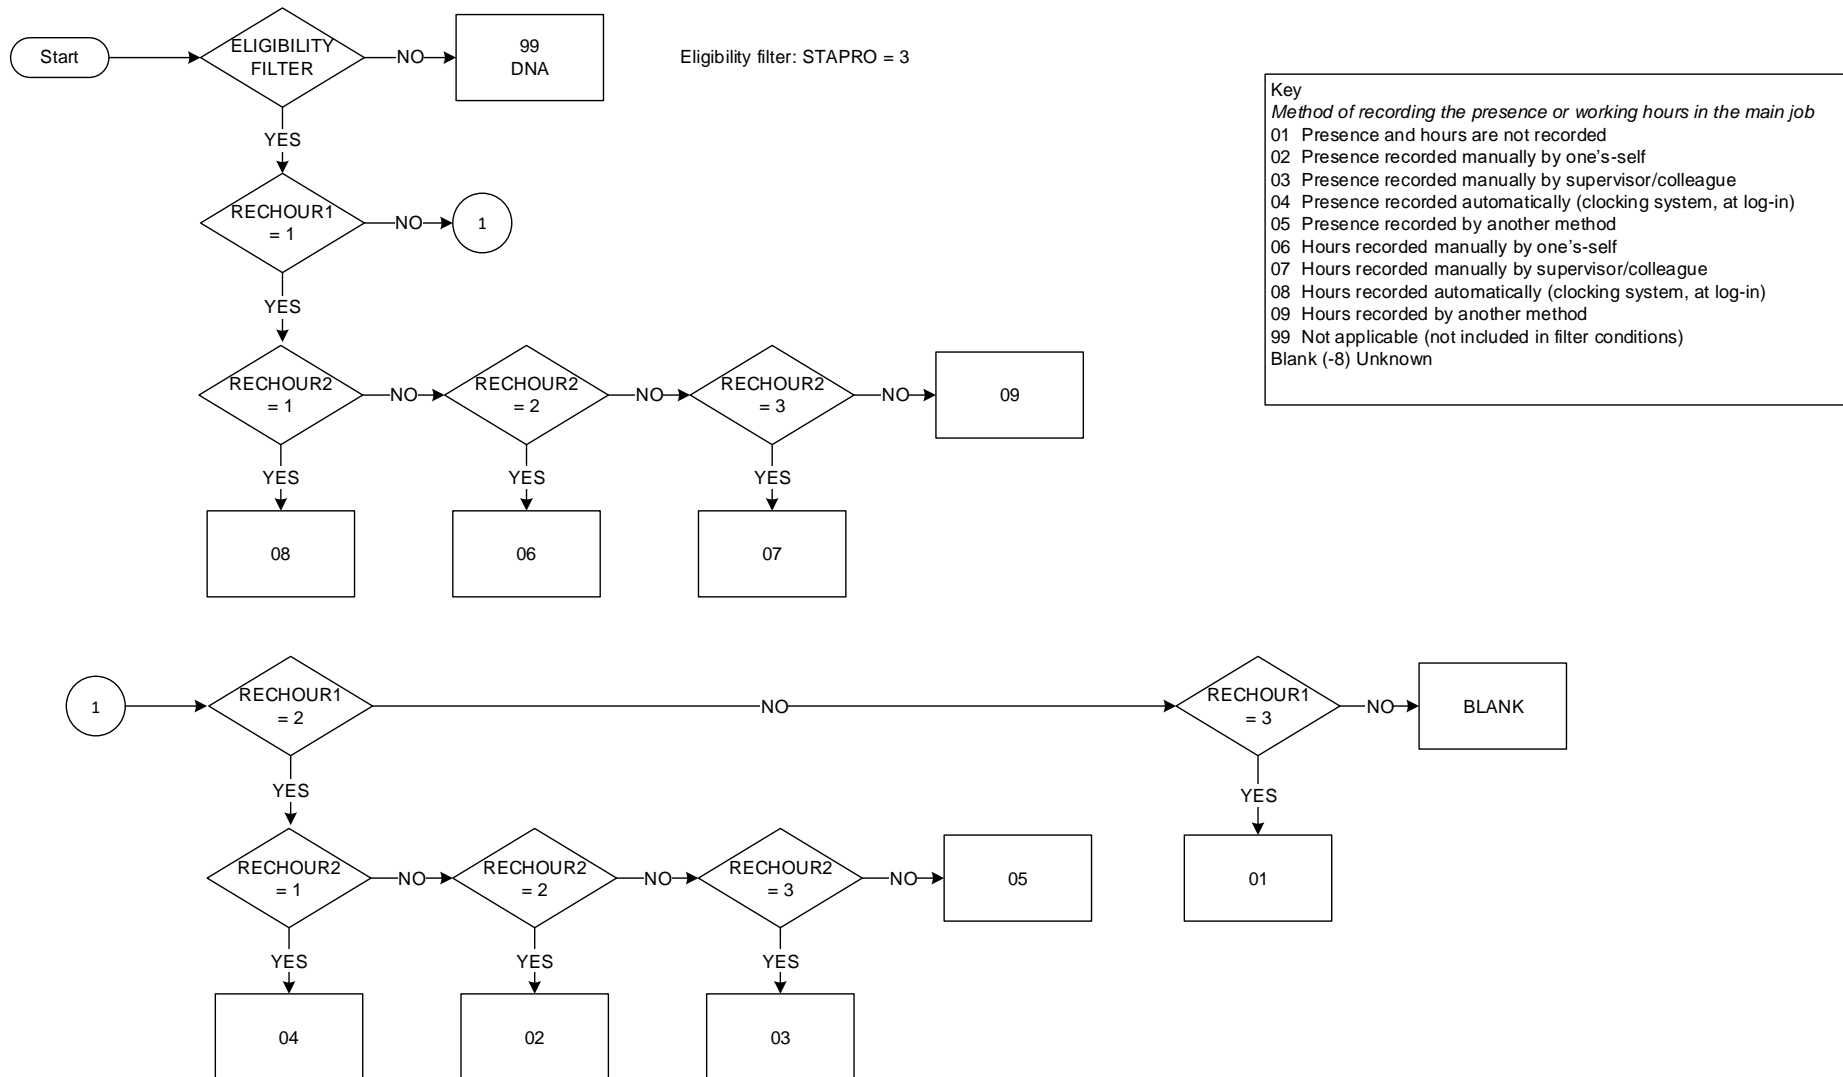 Start
ELIGIBILITY
FILTER
NO
99
DNA
Eligibility filter: STAPRO = 3
Key
Method of recording the presence or working hours in the main job
01 Presence and hours are not recorded
02 Presence recorded manually by one's-self
03 Presence recorded manually by supervisor/colleague
04 Presence recorded automatically (clocking system, at log-in)
05 Presence recorded by another method
06 Hours recorded manually by one's-self
07 Hours recorded manually by supervisor/colleague
08 Hours recorded automatically (clocking system, at log-in)
09 Hours recorded by another method
99 Not applicable (not included in filter conditions)
Blank (-8) Unknown
YES
RECHOUR1
= 1
NO
1
YES
RECHOUR2
= 1
NO
RECHOUR2
= 2
NO
RECHOUR2
= 3
NO
09
YES
YES
YES
08
06
07
1
RECHOUR1
= 2
NO
RECHOUR1
= 3
NO
BLANK
YES
YES
RECHOUR2
= 1
NO
RECHOUR2
= 2
NO
RECHOUR2
= 3
NO
05
01
YES
YES
YES
04
02
03